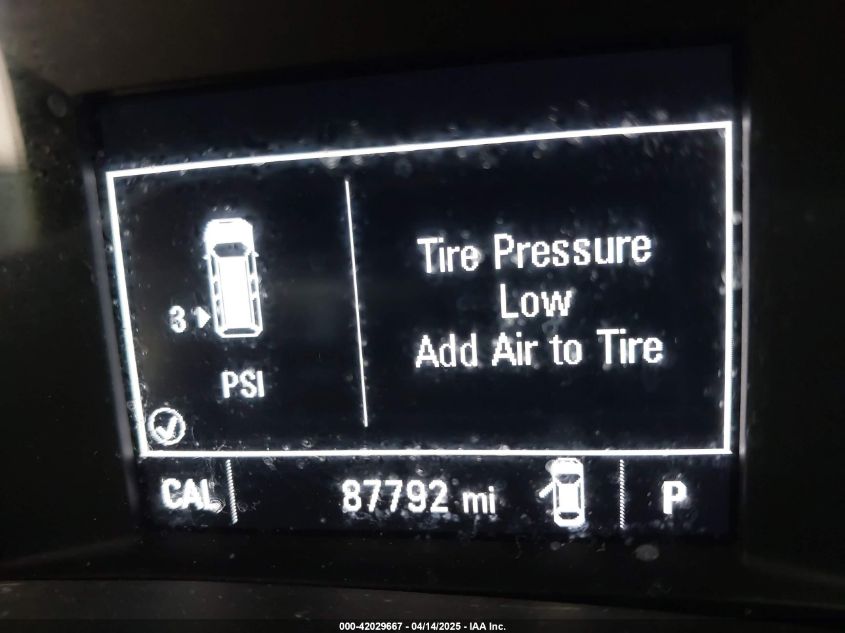 Tire Pressure
Low
Add Air to Tire
3
PSI
CAL 87792 mi P
000-42029667 - 04/14/2025 - IAA Inc.